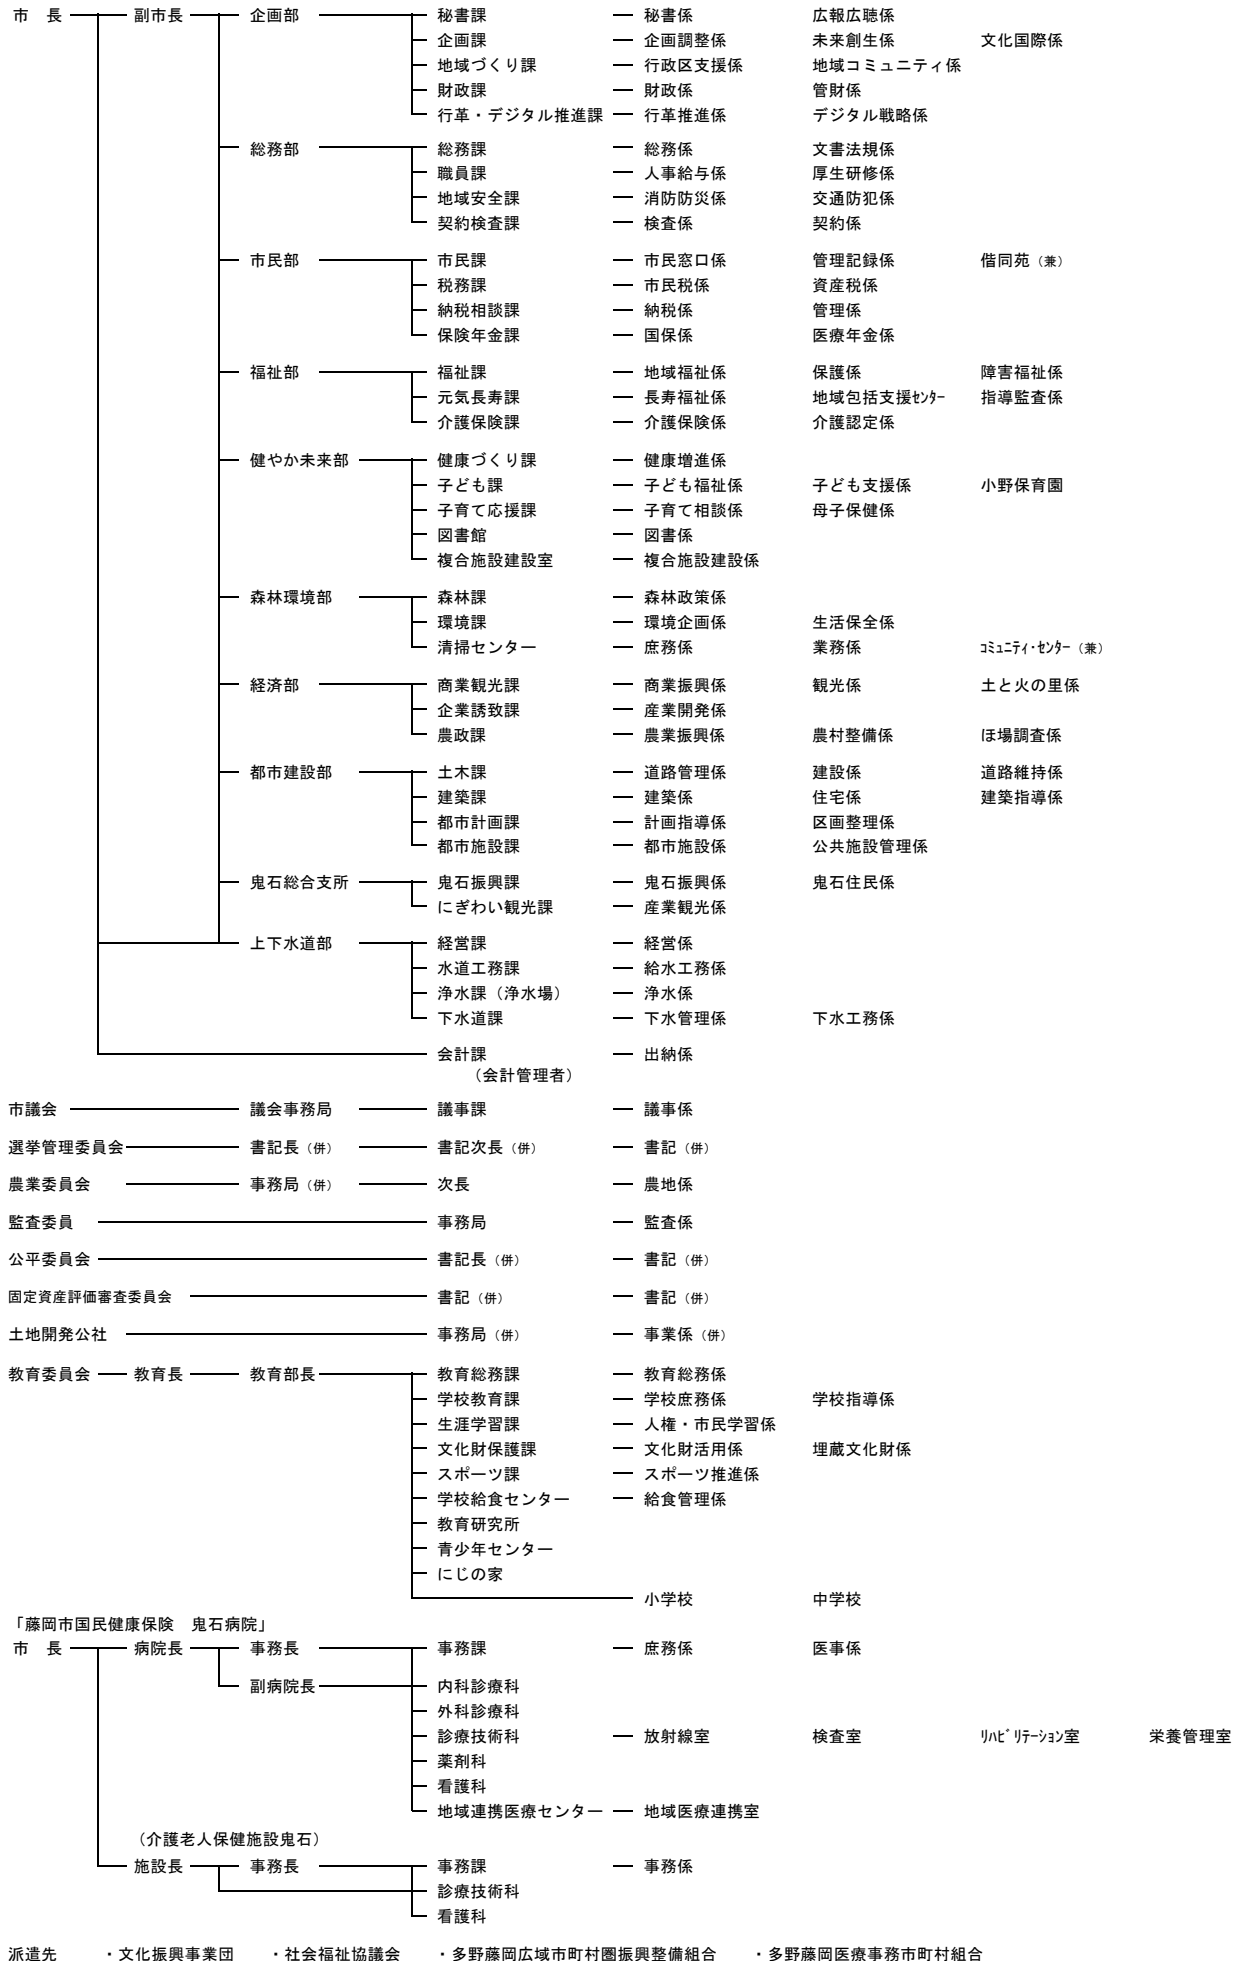 市　長 副市長 企画部 秘書課 秘書係 広報広聴係
企画課 企画調整係 未来創生係 文化国際係
地域づくり課 行政区支援係 地域コミュニティ係
財政課 財政係 管財係
行革・デジタル推進課 行革推進係 デジタル戦略係
総務部 総務課 総務係 文書法規係
職員課 人事給与係 厚生研修係
地域安全課 消防防災係 交通防犯係
契約検査課 検査係 契約係
市民部 市民課 市民窓口係 管理記録係 偕同苑（兼）
税務課 市民税係 資産税係
納税相談課 納税係 管理係
保険年金課 国保係 医療年金係
福祉部 福祉課 地域福祉係 保護係 障害福祉係
元気長寿課 長寿福祉係 地域包括支援ｾﾝﾀｰ 指導監査係
介護保険課 介護保険係 介護認定係
健やか未来部 健康づくり課 健康増進係
子ども課 子ども福祉係 子ども支援係 小野保育園
子育て応援課 子育て相談係 母子保健係
図書館 図書係
複合施設建設室 複合施設建設係
森林環境部 森林課 森林政策係
環境課 環境企画係 生活保全係
清掃センター 庶務係 業務係 ｺﾐｭﾆﾃｨ・ｾﾝﾀｰ（兼）
経済部 商業観光課 商業振興係 観光係 土と火の里係
企業誘致課 産業開発係
農政課 農業振興係 農村整備係 ほ場調査係
都市建設部 土木課 道路管理係 建設係 道路維持係
建築課 建築係 住宅係 建築指導係
都市計画課 計画指導係 区画整理係
都市施設課 都市施設係 公共施設管理係
鬼石総合支所 鬼石振興課 鬼石振興係 鬼石住民係
にぎわい観光課 産業観光係
上下水道部 経営課 経営係
水道工務課 給水工務係
浄水課（浄水場） 浄水係
下水道課 下水管理係 下水工務係
会計課 出納係
（会計管理者）
市議会 議会事務局 議事課 議事係
選挙管理委員会 書記長（併） 書記次長（併） 書記（併）
農業委員会 事務局（併） 次長 農地係
監査委員 事務局 監査係
公平委員会 書記長（併） 書記（併）
固定資産評価審査委員会 書記（併） 書記（併）
土地開発公社 事務局（併） 事業係（併）
教育委員会 教育長 教育部長 教育総務課 教育総務係
学校教育課 学校庶務係 学校指導係
生涯学習課 人権・市民学習係
文化財保護課 文化財活用係 埋蔵文化財係
スポーツ課 スポーツ推進係
学校給食センター 給食管理係
教育研究所
青少年センター
にじの家
小学校 中学校
「藤岡市国民健康保険　鬼石病院」
市　長 病院長 事務長 事務課 庶務係 医事係
副病院長 内科診療科
外科診療科
診療技術科 放射線室 検査室 ﾘﾊﾋﾞﾘﾃｰｼｮﾝ室 栄養管理室
薬剤科
看護科
地域連携医療センター 地域医療連携室
（介護老人保健施設鬼石）
施設長 事務長 事務課 事務係
診療技術科
看護科
派遣先　・文化振興事業団　・社会福祉協議会　・多野藤岡広域市町村圏振興整備組合　・多野藤岡医療事務市町村組合